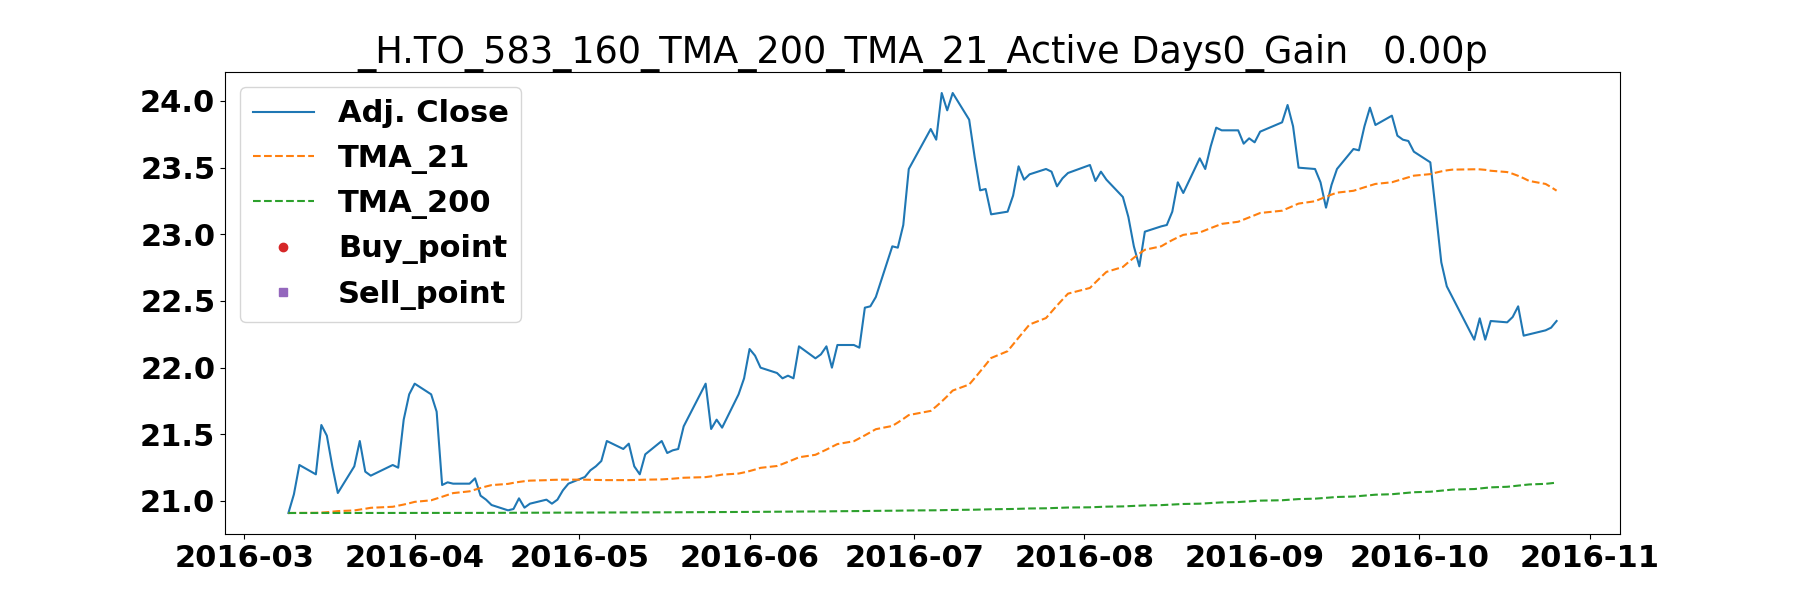 _H.TO_583_160_TMA_200_TMA_21_Active Days0_Gain   0.00p
Adj. Close
TMA_21
TMA_200
Buy_point
Sell_point
24.0
23.5
23.0
22.5
22.0
21.5
21.0
2016-03 2016-04 2016-05 2016-06 2016-07 2016-08 2016-09 2016-10 2016-11